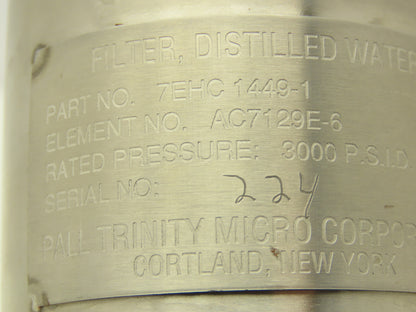 FILTER, DISTILLED WATER
PART NO. 7EHC 1449-1
ELEMENT NO. AC7129E-6
RATED PRESSURE: 3000 P.S.I.D.
SERIAL NO: 224
PALL TRINITY MICRO CORPOR
CORTLAND, NEW YORK